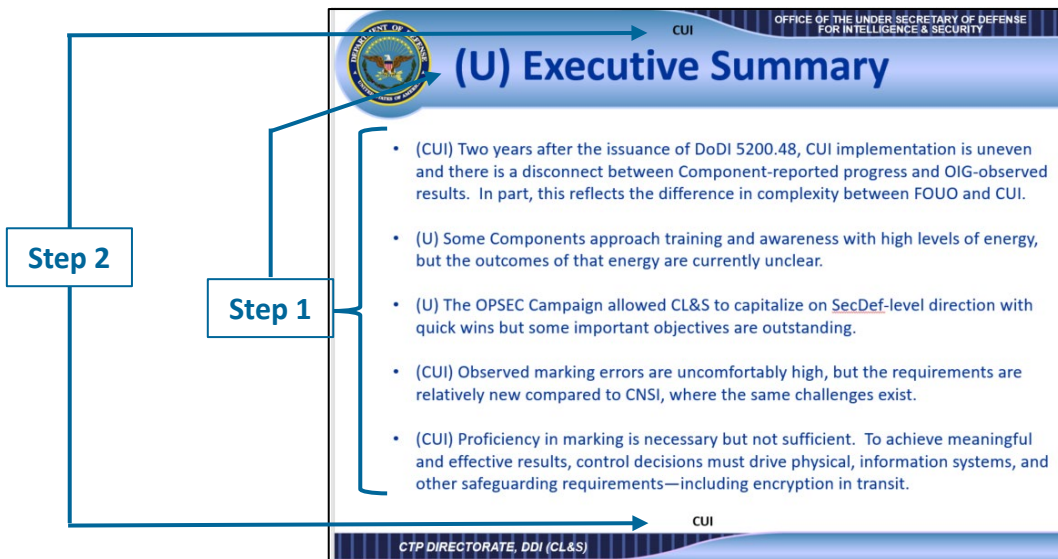 OFFICE OF THE UNDER SECRETARY OF DEFENSE
FOR INTELLIGENCE & SECURITY
CUI
DEPARTMENT OF DEFENSE
UNITED STATES OF AMERICA
(U) Executive Summary
• (CUI) Two years after the issuance of DoDI 5200.48, CUI implementation is uneven
and there is a disconnect between Component-reported progress and OIG-observed
results. In part, this reflects the difference in complexity between FOUO and CUI.
• (U) Some Components approach training and awareness with high levels of energy,
but the outcomes of that energy are currently unclear.
• (U) The OPSEC Campaign allowed CL&S to capitalize on SecDef-level direction with
quick wins but some important objectives are outstanding.
• (CUI) Observed marking errors are uncomfortably high, but the requirements are
relatively new compared to CNSI, where the same challenges exist.
• (CUI) Proficiency in marking is necessary but not sufficient. To achieve meaningful
and effective results, control decisions must drive physical, information systems, and
other safeguarding requirements—including encryption in transit.
Step 2
Step 1
CUI
CTP DIRECTORATE, DDI (CL&S)